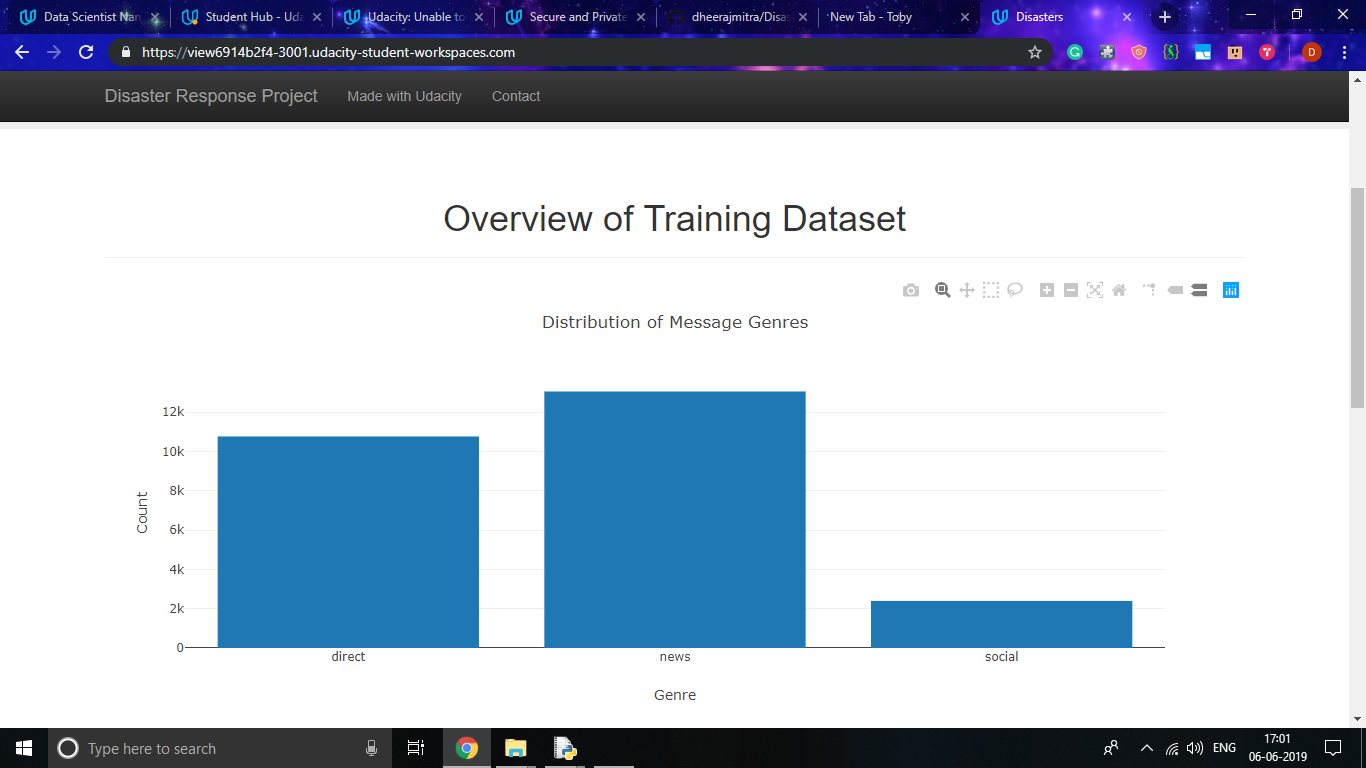 Data Scientist Nan
Student Hub - Uda
Udacity: Unable to
Secure and Private
dheerajmitra/Disas
New Tab - Toby
Disasters
https://view6914b2f4-3001.udacity-student-workspaces.com
D
Disaster Response Project
Made with Udacity
Contact
Overview of Training Dataset
Distribution of Message Genres
12k
10k
8k
6k
4k
2k
0
Count
direct
news
social
Genre
Type here to search
ENG
17:01
06-06-2019